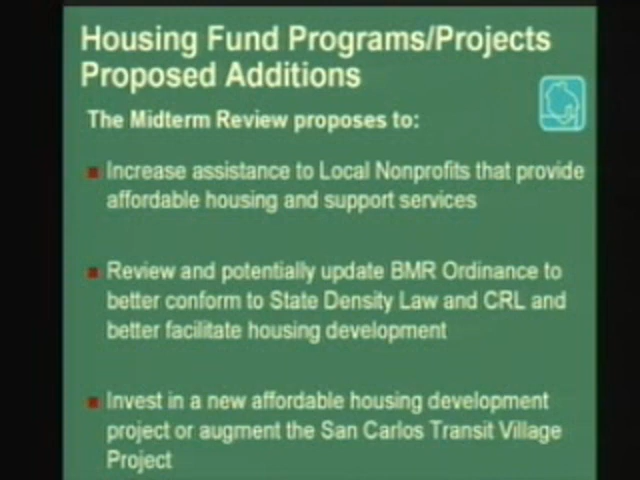 Housing Fund Programs/Projects
Proposed Additions
The Midterm Review proposes to:
Increase assistance to Local Nonprofits that provide
affordable housing and support services
Review and potentially update BMR Ordinance to
better conform to State Density Law and CRL and
better facilitate housing development
Invest in a new affordable housing development
project or augment the San Carlos Transit Village
Project